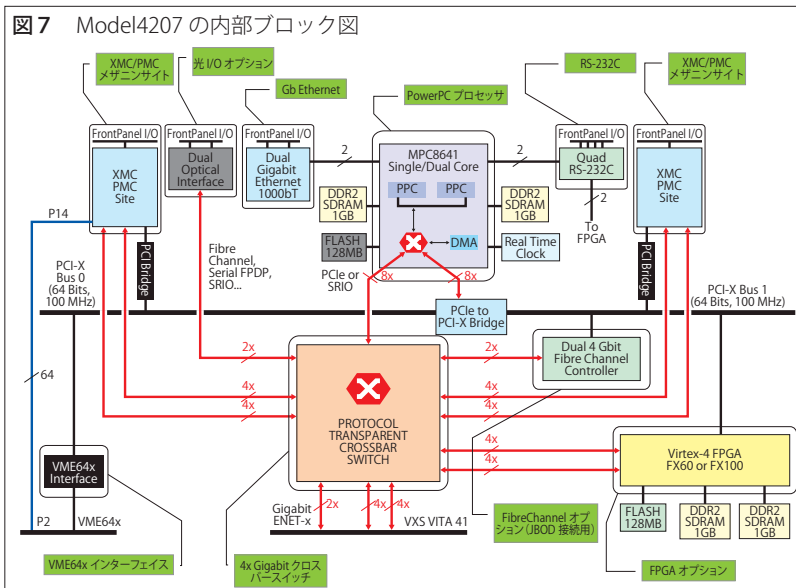 図7 Model4207 の内部ブロック図
XMC/PMC
メザニンサイト
光 I/O オプション
Gb Ethernet
PowerPC プロセッサ
RS-232C
XMC/PMC
メザニンサイト
FrontPanel I/O
XMC
PMC
Site
FrontPanel I/O
Dual
Optical
Interface
FrontPanel I/O
Dual
Gigabit
Ethernet
1000bT
2
MPC8641
Single/Dual Core
PPC
PPC
DMA
2
FrontPanel I/O
Quad
RS-232C
2
To
FPGA
FrontPanel I/O
XMC
PMC
Site
DDR2
SDRAM
1GB
FLASH
128MB
DDR2
SDRAM
1GB
Real Time
Clock
P14
PCI Bridge
PCI Bridge
Fibre
Channel,
Serial FPDP,
SRIO...
PCIe or
SRIO
8x
8x
PCI-X
Bus 0
(64 Bits,
100 MHz)
PCI-X Bus 1
(64 Bits, 100 MHz)
PCIe to
PCI-X Bridge
2x
2x
Dual 4 Gbit
Fibre Channel
Controller
64
4x
4x
4x
4x
PROTOCOL
TRANSPARENT
CROSSBAR
SWITCH
4x
4x
Virtex-4 FPGA
FX60 or FX100
VME64x
Interface
Gigabit
ENET-x
2x
4x
4x
FLASH
128MB
DDR2
SDRAM
1GB
DDR2
SDRAM
1GB
P2
VME64x
VXS VITA 41
FibreChannel オプ
ション（JBOD 接続用）
VME64x インターフェイス
4x Gigabit クロス
バースイッチ
FPGA オプション